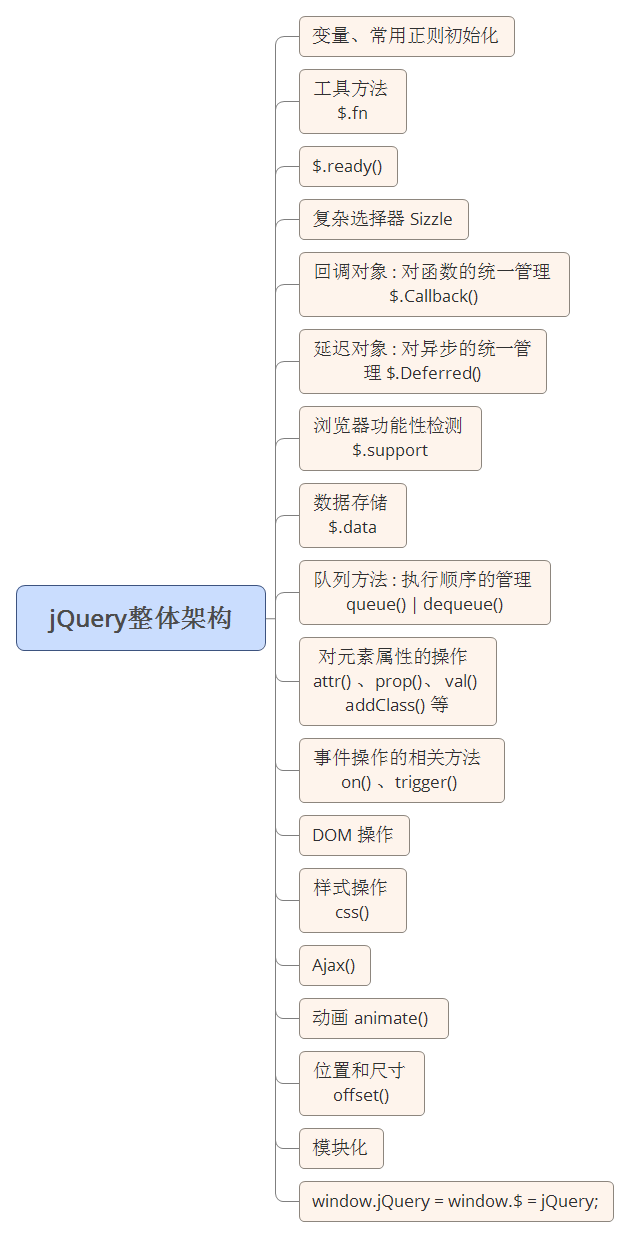 变量、常用正则初始化
工具方法
$.fn
$.ready()
复杂选择器 Sizzle
回调对象 : 对函数的统一管理
$.Callback()
延迟对象 : 对异步的统一管
理 $.Deferred()
浏览器功能性检测
$.support
数据存储
$.data
队列方法 : 执行顺序的管理
queue() | dequeue()
jQuery整体架构
对元素属性的操作
attr() 、prop()、 val()
addClass() 等
事件操作的相关方法
on() 、trigger()
DOM 操作
样式操作
css()
Ajax()
动画 animate()
位置和尺寸
offset()
模块化
window.jQuery = window.$ = jQuery;